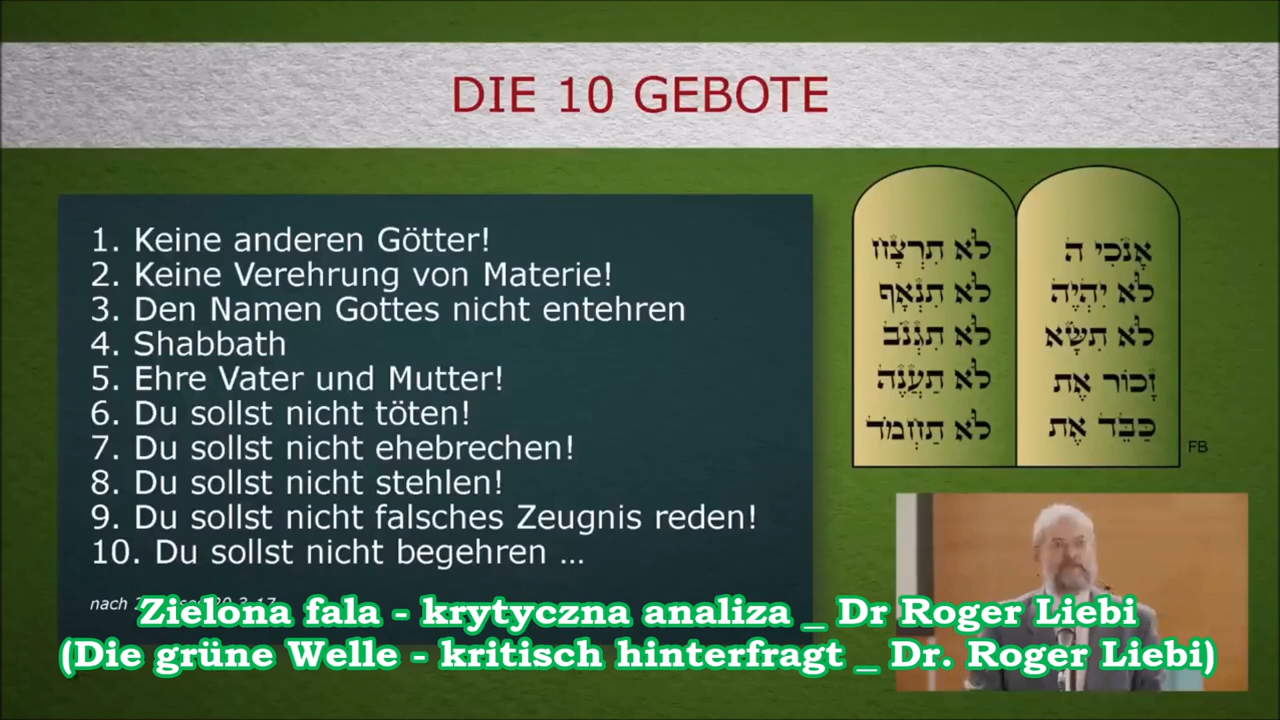 DIE 10 GEBOTE
1. Keine anderen Götter!
2. Keine Verehrung von Materie!
3. Den Namen Gottes nicht entehren
4. Shabbath
5. Ehre Vater und Mutter!
6. Du sollst nicht töten!
7. Du sollst nicht ehebrechen!
8. Du sollst nicht stehlen!
9. Du sollst nicht falsches Zeugnis reden!
10. Du sollst nicht begehren ...
nach
אָנֹכִי ה
לֹא יִהְיֶה
לֹא תִשָּׂא
זָכוֹר אֶת
כַּבֵּד אֶת
לֹא תִרְצָח
לֹא תִנְאָף
לֹא תִגְנֹב
לֹא תַעֲנֶה
לֹא תַחְמֹד
FB
Zielona fala - krytyczna analiza _ Dr Roger Liebi
(Die grüne Welle - kritisch hinterfragt _ Dr. Roger Liebi)